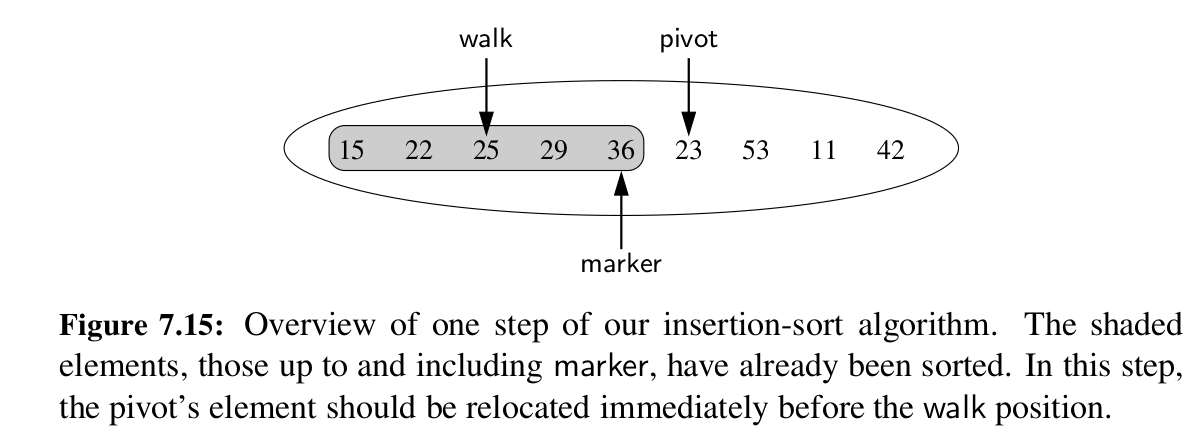 walk pivot
15 22 25 29 36 23 53 11 42
marker
Figure 7.15: Overview of one step of our insertion-sort algorithm. The shaded
elements, those up to and including marker, have already been sorted. In this step,
the pivot’s element should be relocated immediately before the walk position.